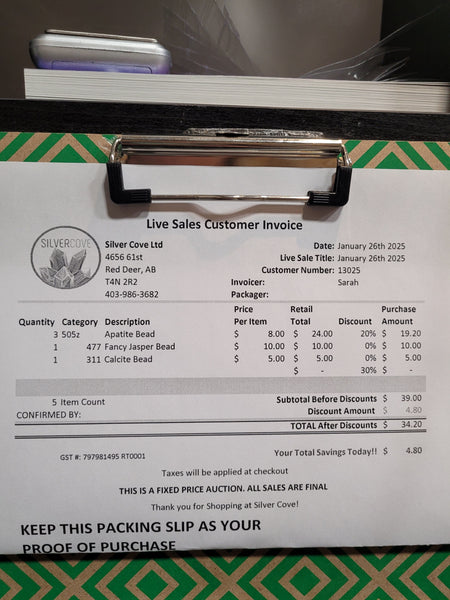 Live Sales Customer Invoice
SILVERCOVE
Silver Cove Ltd
4656 61st
Red Deer, AB
T4N 2R2
403-986-3682
Date: January 26th 2025
Live Sale Title: January 26th 2025
Customer Number: 13025
Invoicer: Sarah
Packager:
Quantity Category Description Price Per Item Retail Total Discount Purchase Amount
3 505z Apatite Bead $ 8.00 $ 24.00 20% $ 19.20
1 477 Fancy Jasper Bead $ 10.00 $ 10.00 0% $ 10.00
1 311 Calcite Bead $ 5.00 $ 5.00 0% $ 5.00
$ - 30% $ -
5 Item Count Subtotal Before Discounts $ 39.00
CONFIRMED BY: Discount Amount $ 4.80
TOTAL After Discounts $ 34.20
GST #: 797981495 RT0001 Your Total Savings Today!! $ 4.80
Taxes will be applied at checkout
THIS IS A FIXED PRICE AUCTION. ALL SALES ARE FINAL
Thank you for Shopping at Silver Cove!
KEEP THIS PACKING SLIP AS YOUR
PROOF OF PURCHASE